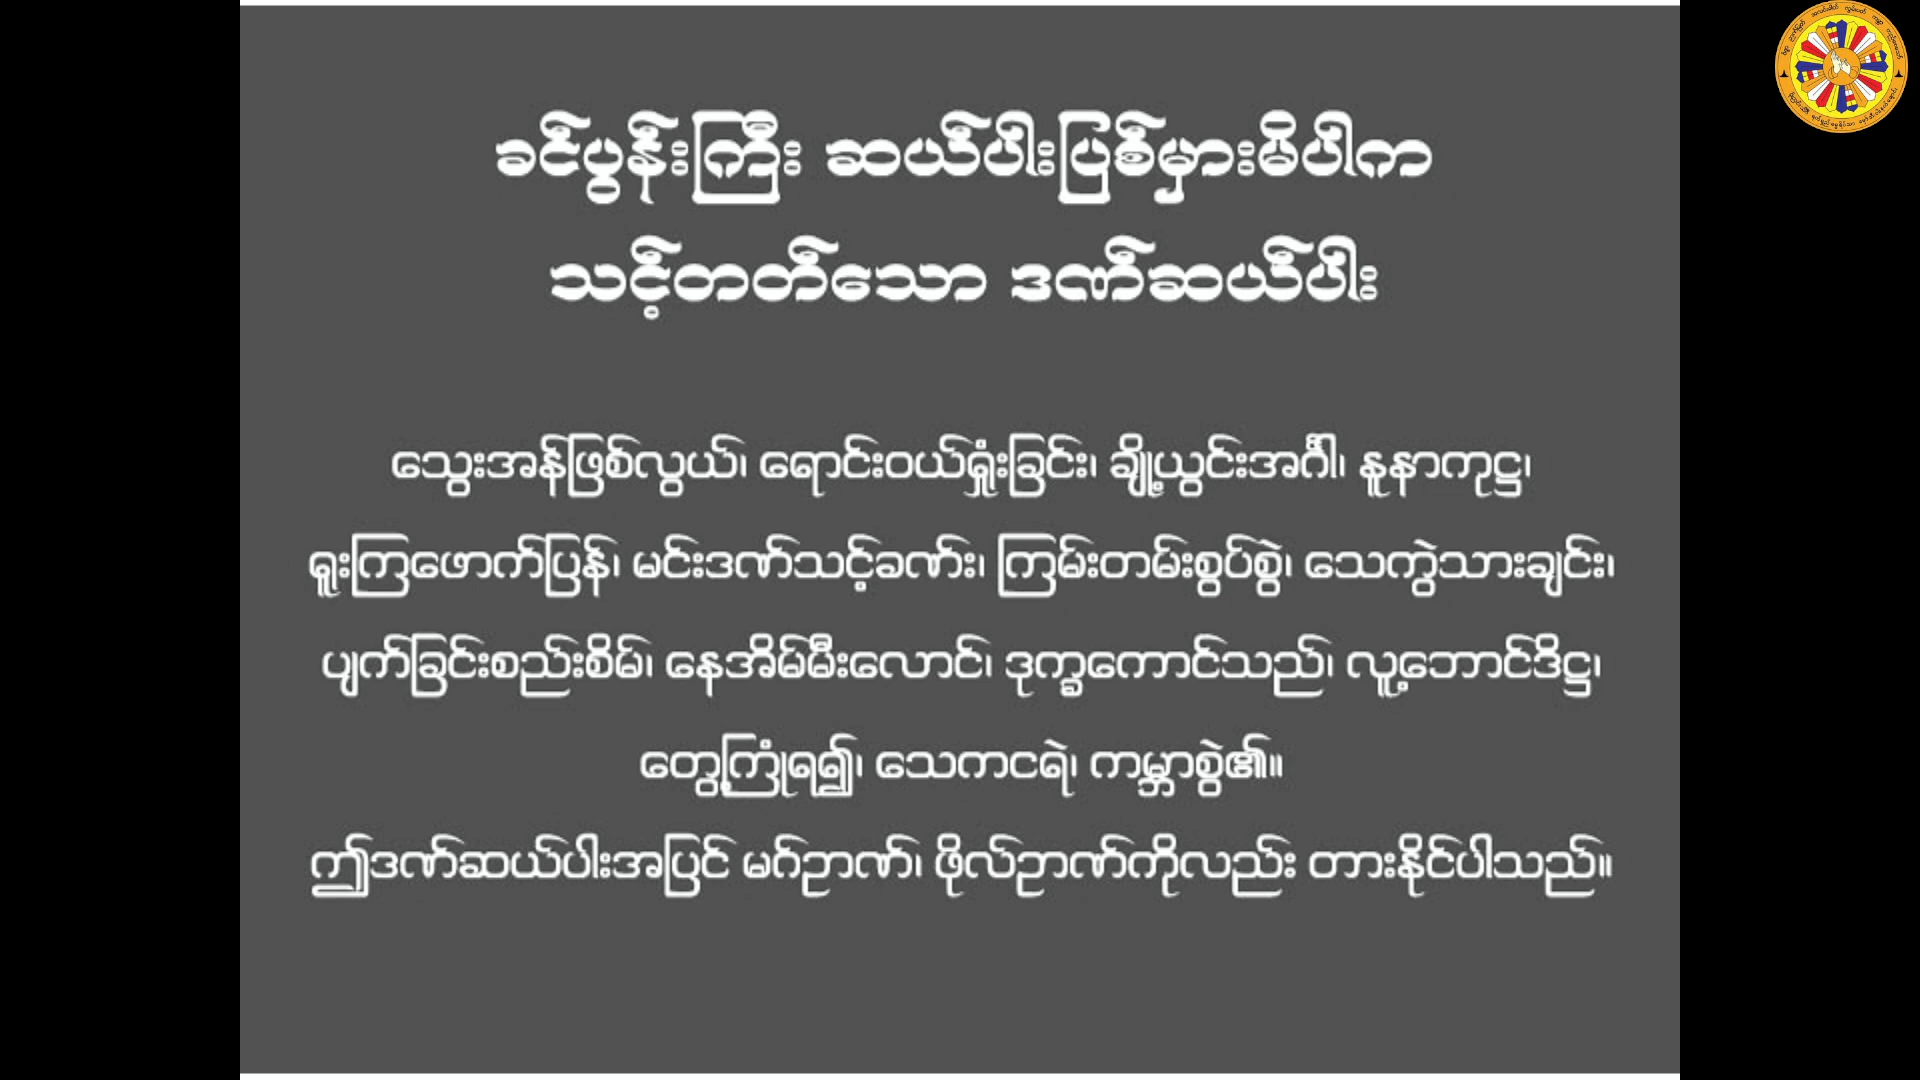 ခင်ပွန်းကြီး ဆယ်ပါးပြစ်မှားမိပါက
သင့်တတ်သော ဒဏ်ဆယ်ပါး
သွေးအန်ဖြစ်လွယ်၊ ရောင်းဝယ်ရှုံးခြင်း၊ ချို့ယွင်းအင်္ဂါ၊ နူနာကုဋ္ဌ၊
ရူးကြဖောက်ပြန်၊ မင်းဒဏ်သင့်ခဏ်း၊ ကြမ်းတမ်းစွပ်စွဲ၊ သေကွဲသားချင်း၊
ပျက်ခြင်းစည်းစိမ်၊ နေအိမ်မီးလောင်၊ ဒုက္ခကောင်သည်၊ လူ့ဘောင်ဒိဋ္ဌ၊
တွေ့ကြုံရ၍၊ သေကငရဲ၊ ကမ္ဘာစွဲ၏။
ဤဒဏ်ဆယ်ပါးအပြင် မဂ်ဉာဏ်၊ ဖိုလ်ဉာဏ်ကိုလည်း တားနိုင်ပါသည်။